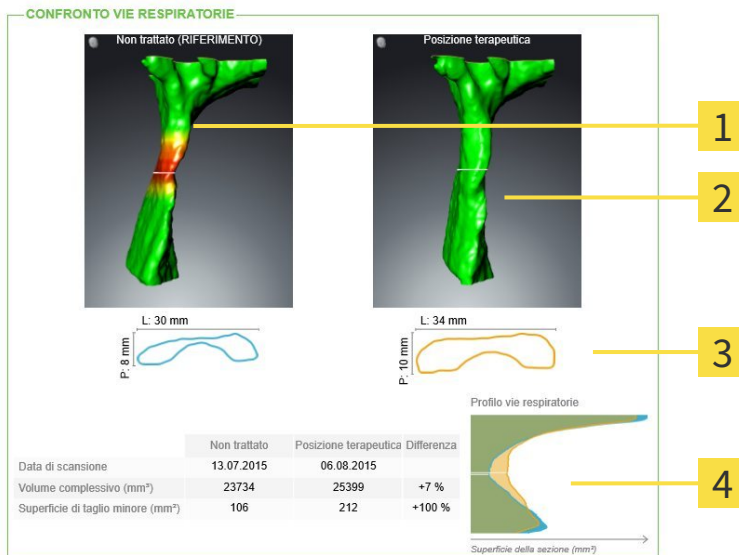 CONFRONTO VIE RESPIRATORIE
Non trattato (RIFERIMENTO)
Posizione terapeutica
1
2
L: 30 mm
P: 8 mm
L: 34 mm
P: 10 mm
3
Profilo vie respiratorie
Non trattato Posizione terapeutica Differenza
Data di scansione 13.07.2015 06.08.2015
Volume complessivo (mm³) 23734 25399 +7 %
Superficie di taglio minore (mm²) 106 212 +100 %
4
Superficie della sezione (mm²)